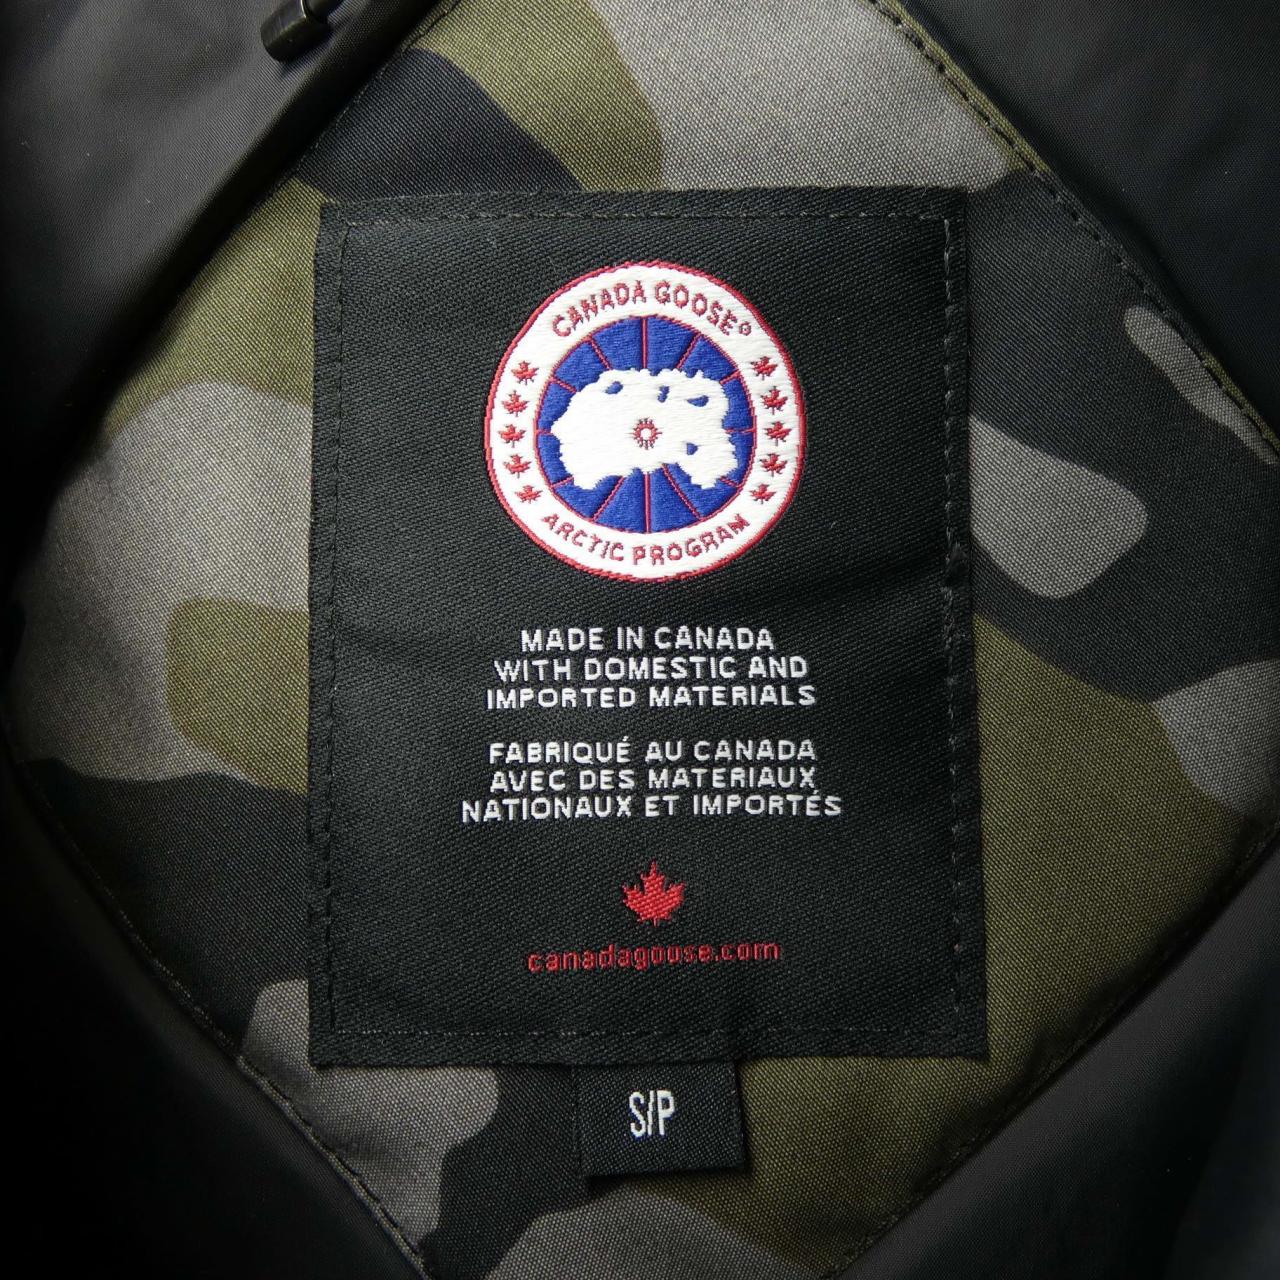 CANADA GOOSE®
ARCTIC PROGRAM
MADE IN CANADA
WITH DOMESTIC AND
IMPORTED MATERIALS
FABRIQUÉ AU CANADA
AVEC DES MATERIAUX
NATIONAUX ET IMPORTÉS
canadagoose.com
S/P